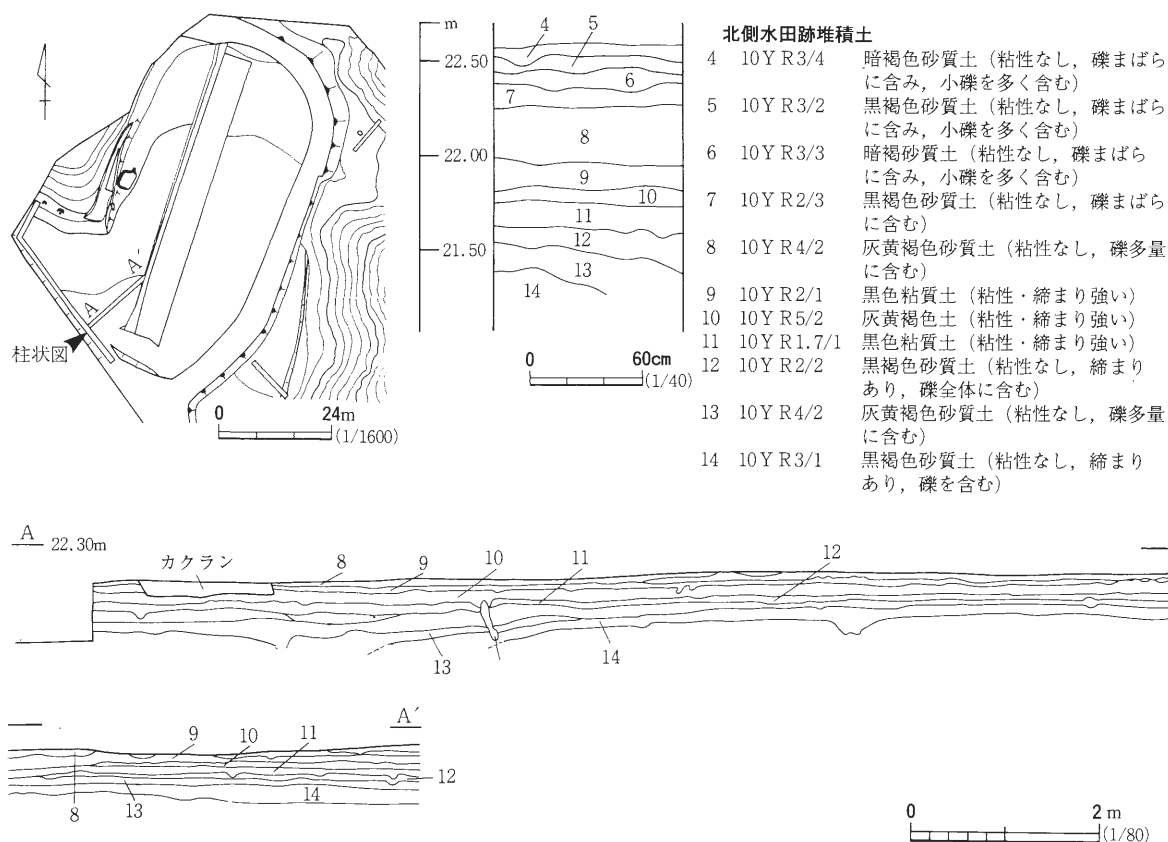 A
A′
柱状図
0 24m
(1/1600)
m
22.50
22.00
21.50
4 5
6
7
8
9
10
11
12
13
14
0 60cm
(1/40)
北側水田跡堆積土
4 10YR3/4 暗褐色砂質土（粘性なし，礫まばら
に含み，小礫を多く含む）
5 10YR3/2 黒褐色砂質土（粘性なし，礫まばら
に含み，小礫を多く含む）
6 10YR3/3 暗褐砂質土（粘性なし，礫まばら
に含み，小礫を多く含む）
7 10YR2/3 黒褐色砂質土（粘性なし，礫まばら
に含む）
8 10YR4/2 灰黄褐色砂質土（粘性なし，礫多量
に含む）
9 10YR2/1 黒色粘質土（粘性・締まり強い）
10 10YR5/2 灰黄褐色土（粘性・締まり強い）
11 10YR1.7/1 黒色粘質土（粘性・締まり強い）
12 10YR2/2 黒褐色砂質土（粘性なし，締まり
あり，礫全体に含む）
13 10YR4/2 灰黄褐色砂質土（粘性なし，礫多量
に含む）
14 10YR3/1 黒褐色砂質土（粘性なし，締まり
あり，礫を含む）
A 22.30m
カクラン 8 9 10 11 12
13 14
A′
9 10 11
12
8 13 14
0 2m
(1/80)